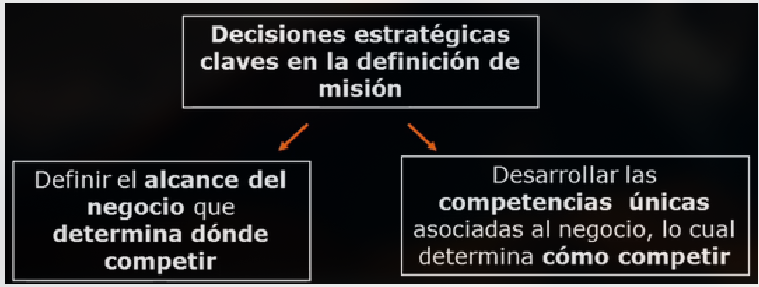 Decisiones estratégicas
claves en la definición de
misión
Definir el alcance del
negocio que
determina dónde
competir
Desarrollar las
competencias únicas
asociadas al negocio, lo cual
determina cómo competir